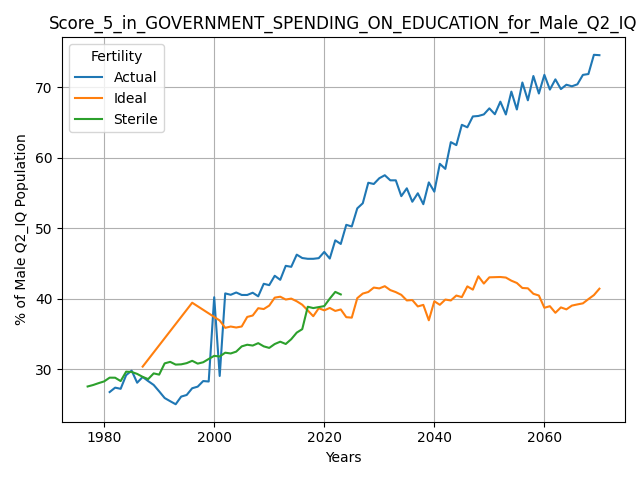 Score_5_in_GOVERNMENT_SPENDING_ON_EDUCATION_for_Male_Q2_IQ
Fertility
Actual
Ideal
Sterile
% of Male Q2_IQ Population
70
60
50
40
30
1980
2000
2020
2040
2060
Years